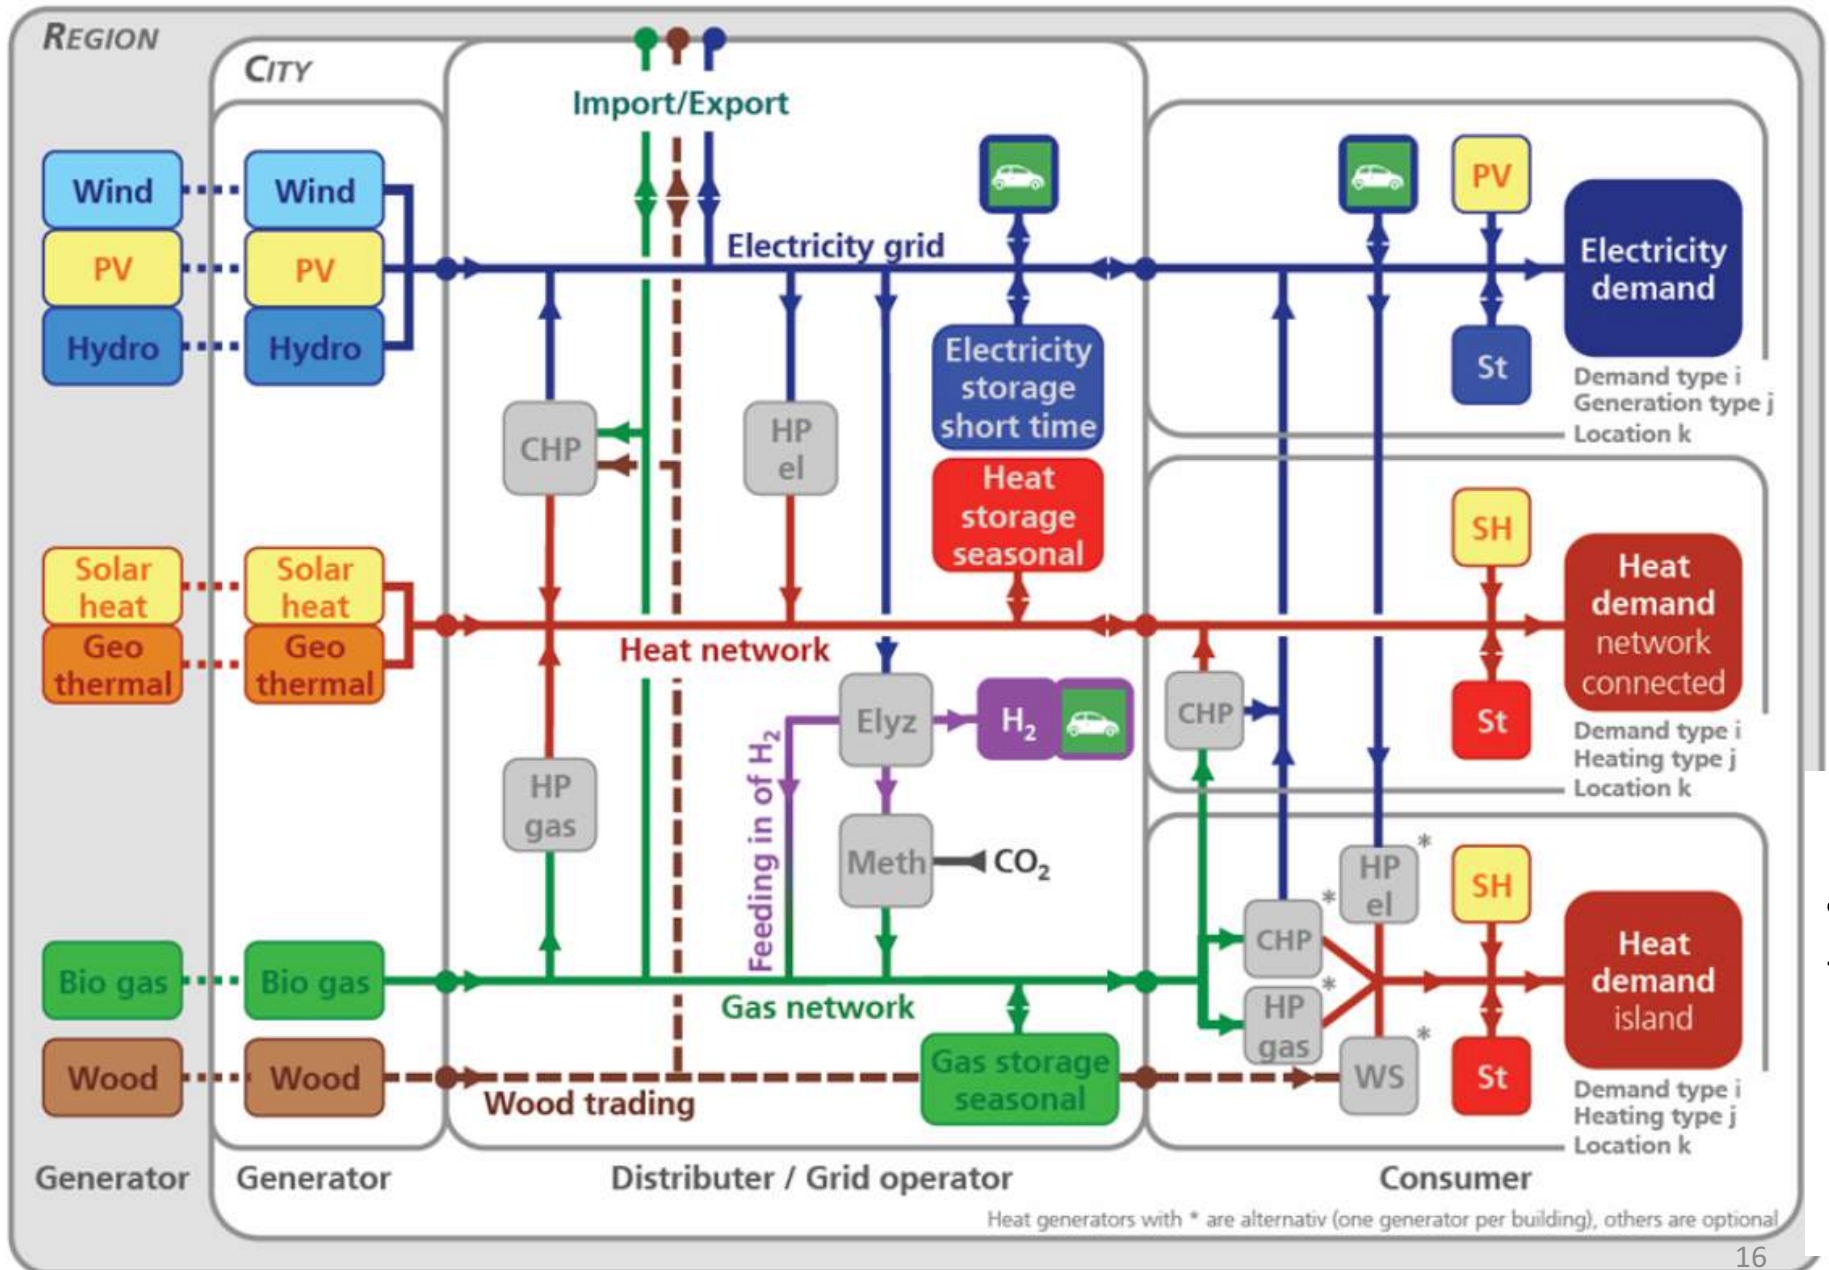 REGION
CITY
Import/Export
Wind
Wind
PV
PV
PV
Electricity grid
Electricity
demand
Hydro
Hydro
Electricity
storage
short time
St
Demand type i
Generation type j
Location k
CHP
HP
el
Heat
storage
seasonal
SH
Solar
heat
Solar
heat
Heat
demand
network
connected
Geo
thermal
Geo
thermal
Heat network
Elyz
H2
CHP
St
Demand type i
Heating type j
Location k
HP
gas
Feeding in of H2
Meth
CO2
HP
el
*
SH
CHP
*
Heat
demand
island
Bio gas
Bio gas
Gas network
HP
gas
*
Wood
Wood
Wood trading
Gas storage
seasonal
WS
*
St
Demand type i
Heating type j
Location k
Generator
Generator
Distributer / Grid operator
Consumer
Heat generators with * are alternativ (one generator per building), others are optional
16